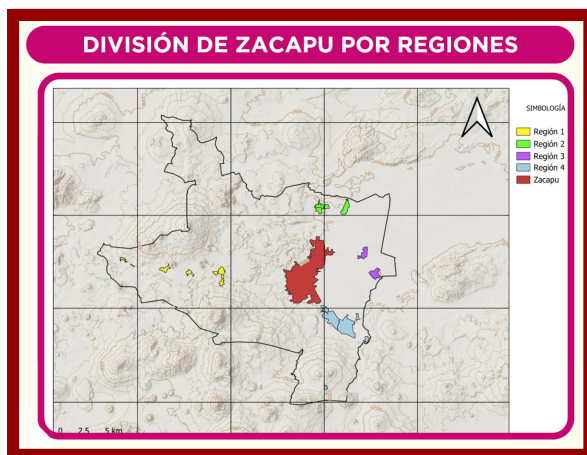 DIVISIÓN DE ZACAPU POR REGIONES
SIMBOLOGÍA
Región 1
Región 2
Región 3
Región 4
Zacapu
0 2.5 5 km